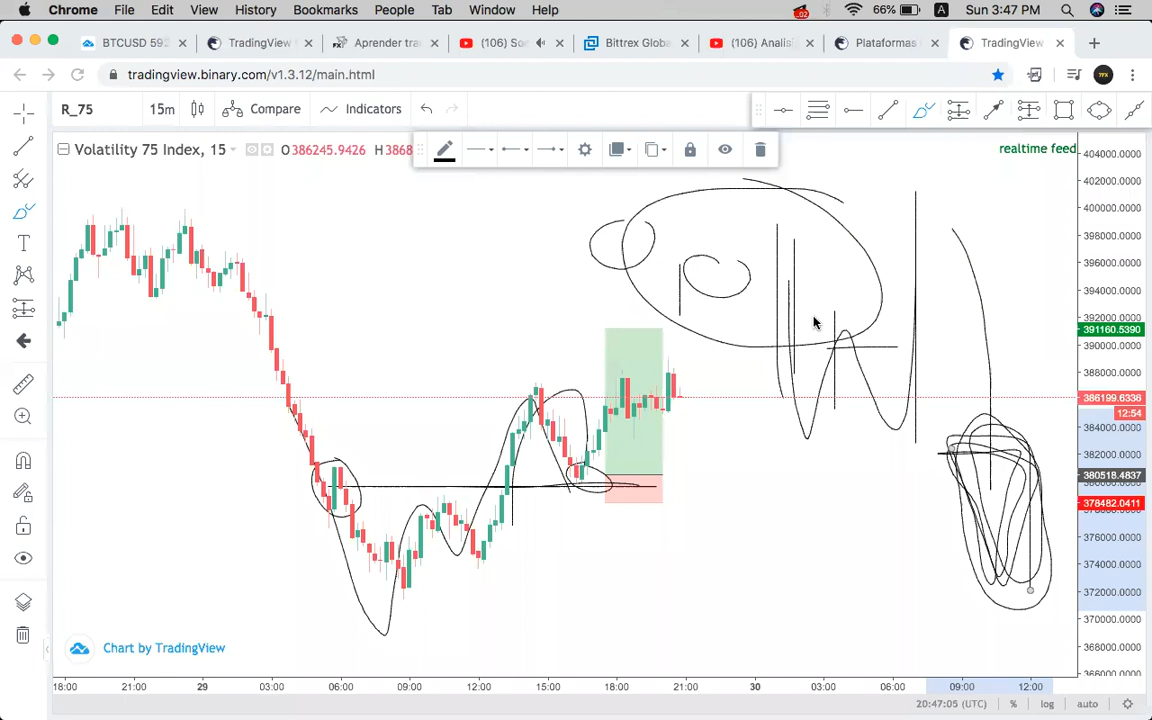 Chrome File Edit View History Bookmarks People Tab Window Help 66% A Sun 3:47 PM
BTCUSD 592 TradingView Aprender tra (106) Sor Bittrex Globa (106) Analisi Plataformas TradingView
tradingview.binary.com/v1.3.12/main.html
R_75 15m Compare Indicators
Volatility 75 Index, 15 O386245.9426 H3868
realtime feed
404000.0000
402000.0000
400000.0000
398000.0000
396000.0000
394000.0000
392000.0000
391160.5390
390000.0000
388000.0000
386199.6338
12:54
384000.0000
382000.0000
380518.4837
378482.0411
376000.0000
374000.0000
372000.0000
370000.0000
368000.0000
366000.0000
Chart by TradingView
18:00 21:00 29 03:00 06:00 09:00 12:00 15:00 18:00 21:00 30 03:00 06:00 09:00 12:00
20:47:05 (UTC) % log auto